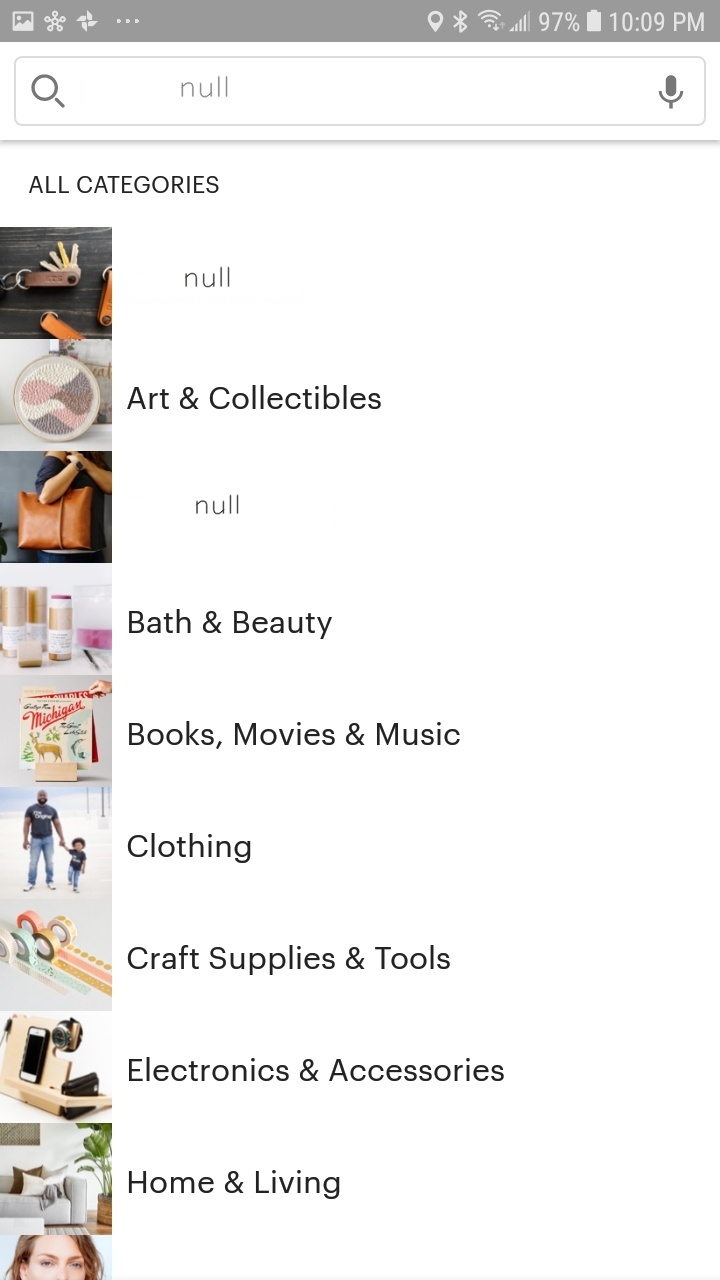 97% 10:09 PM
null
ALL CATEGORIES
null
Art & Collectibles
null
Bath & Beauty
Michigan
Books, Movies & Music
Clothing
Craft Supplies & Tools
Electronics & Accessories
Home & Living